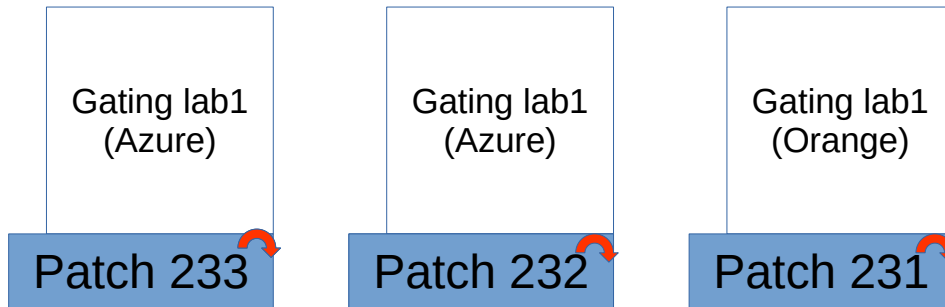 Gating lab1
(Azure)
Patch 233
Gating lab1
(Azure)
Patch 232
Gating lab1
(Orange)
Patch 231